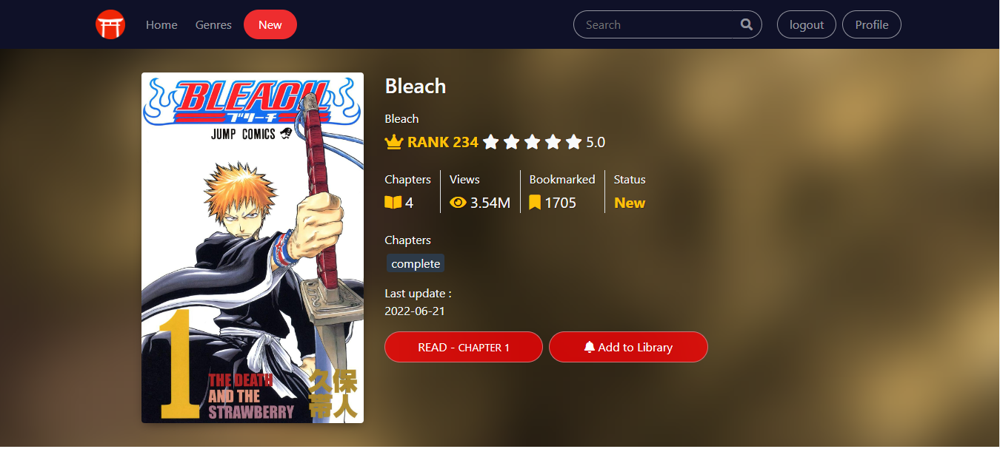 Home Genres New Search logout Profile
BLEACH
ブリーチ
JUMP COMICS
1
THE DEATH
AND THE
STRAWBERRY
久保
帯人
Bleach
Bleach
RANK 234 5.0
Chapters Views Bookmarked Status
4 3.54M 1705 New
Chapters
complete
Last update :
2022-06-21
READ - CHAPTER 1 Add to Library